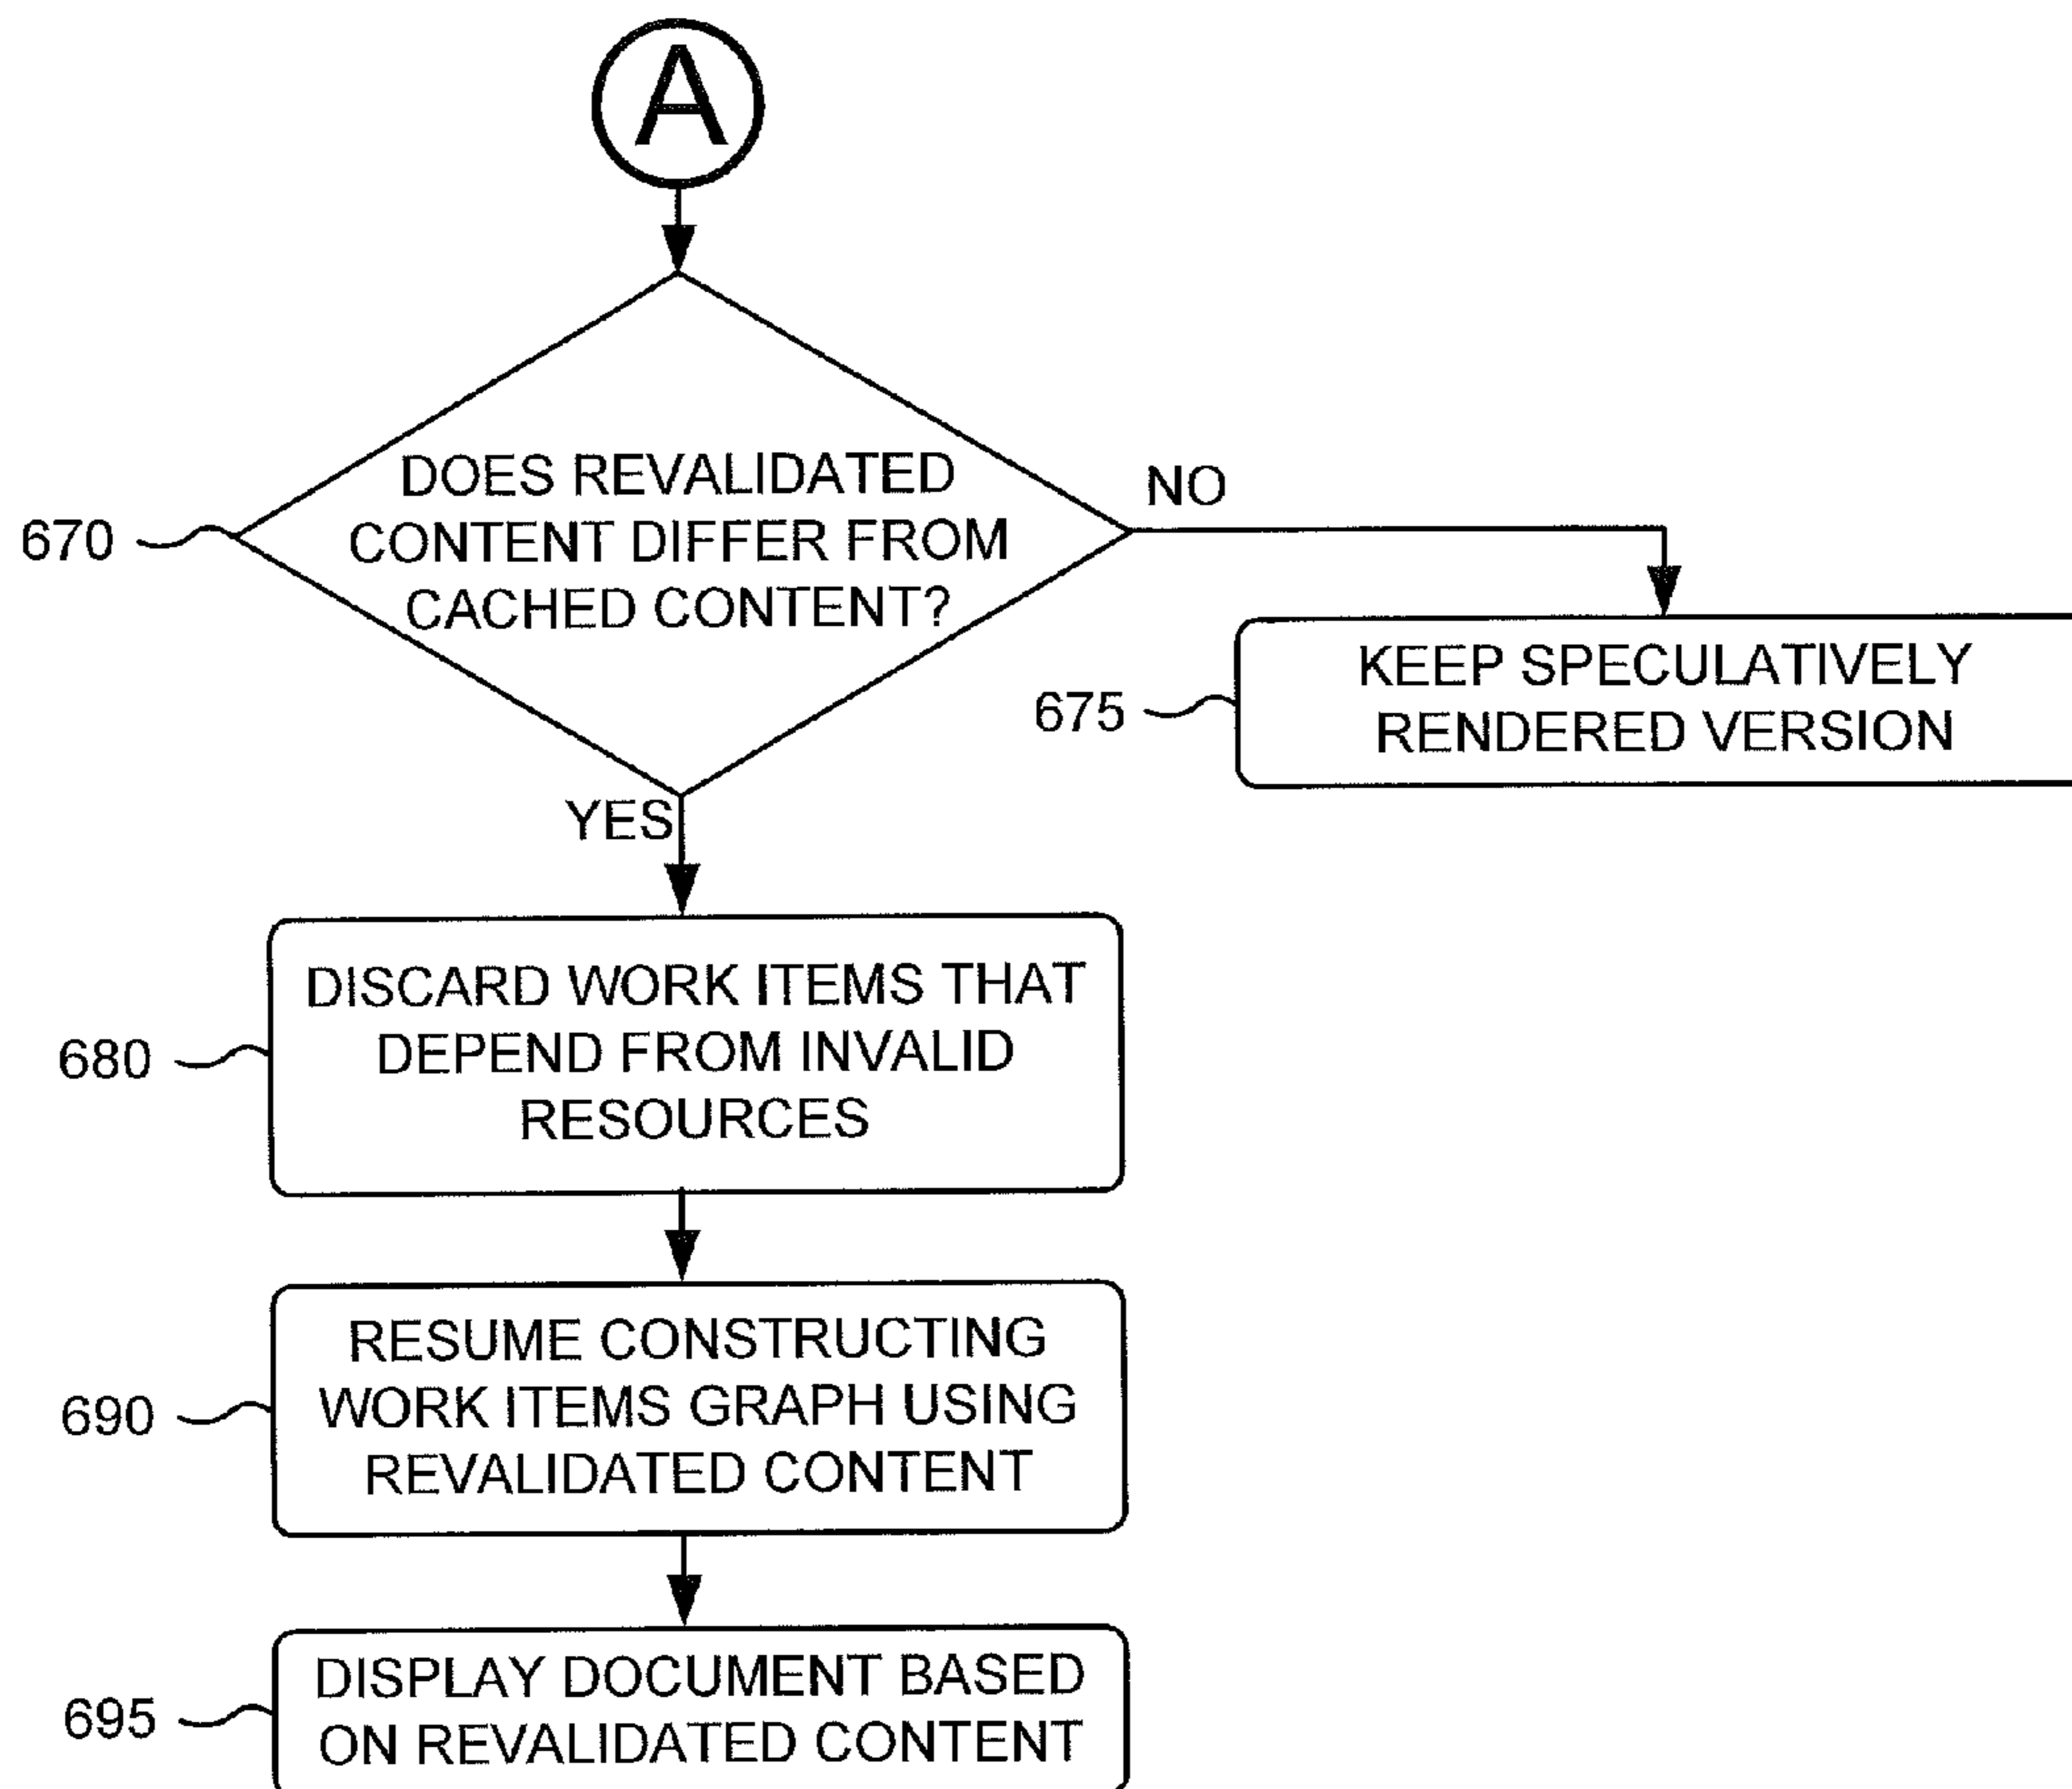 A
DOES REVALIDATED
CONTENT DIFFER FROM
CACHED CONTENT?
670
NO
KEEP SPECULATIVELY
RENDERED VERSION
675
YES
DISCARD WORK ITEMS THAT
DEPEND FROM INVALID
RESOURCES
680
RESUME CONSTRUCTING
WORK ITEMS GRAPH USING
REVALIDATED CONTENT
690
DISPLAY DOCUMENT BASED
ON REVALIDATED CONTENT
695